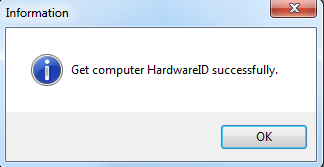 Information
Get computer HardwareID successfully.
OK